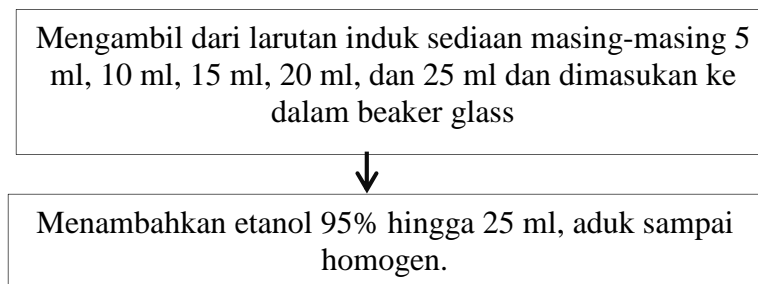 Mengambil dari larutan induk sediaan masing-masing 5
ml, 10 ml, 15 ml, 20 ml, dan 25 ml dan dimasukan ke
dalam beaker glass
Menambahkan etanol 95% hingga 25 ml, aduk sampai
homogen.